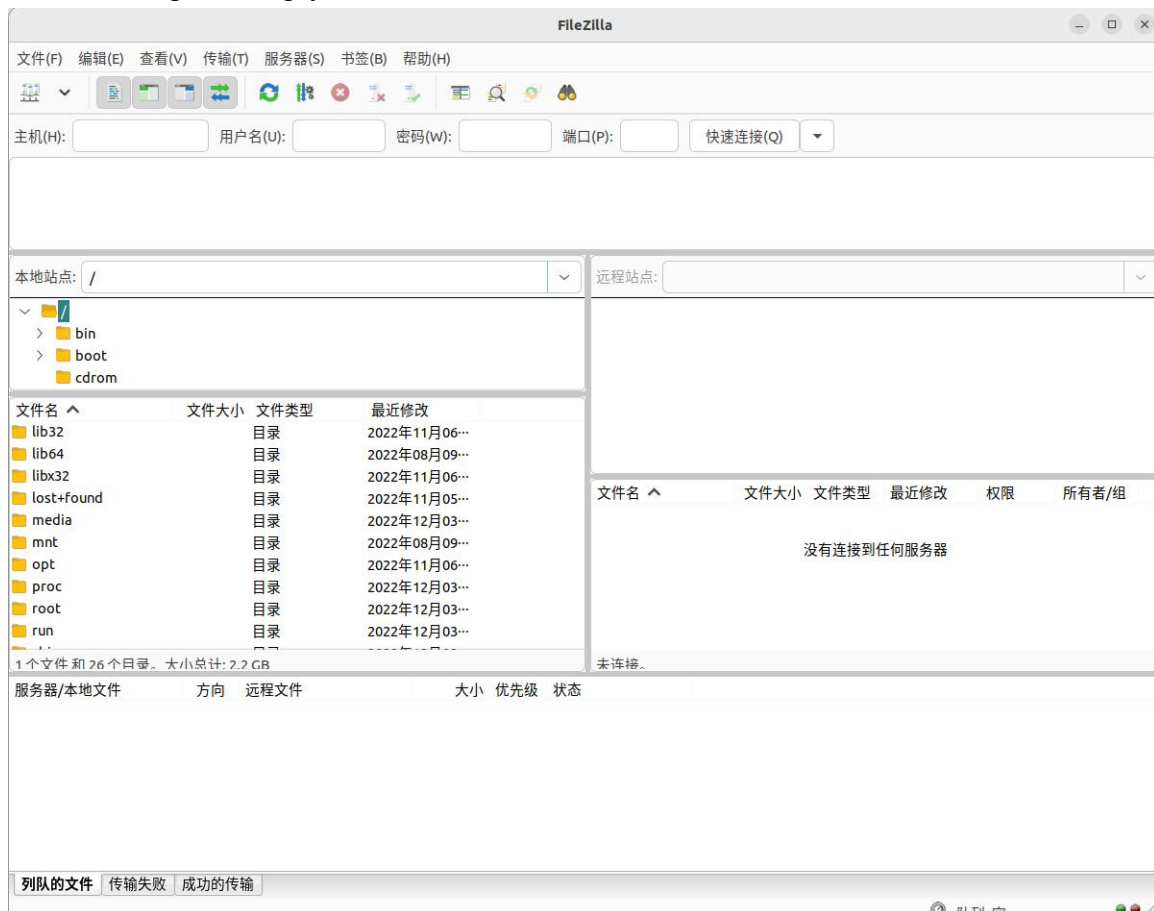 FileZilla
文件(F) 编辑(E) 查看(V) 传输(T) 服务器(S) 书签(B) 帮助(H)
主机(H): 用户名(U): 密码(W): 端口(P): 快速连接(Q)
本地站点: /
远程站点:
/
bin
boot
cdrom
文件名 文件大小 文件类型 最近修改
lib32 目录 2022年11月06···
lib64 目录 2022年08月09···
libx32 目录 2022年11月06···
lost+found 目录 2022年11月05···
media 目录 2022年12月03···
mnt 目录 2022年08月09···
opt 目录 2022年11月06···
proc 目录 2022年12月03···
root 目录 2022年12月03···
run 目录 2022年12月03···
1个文件 和 26 个目录。大小总计: 2.2 GB
文件名 文件大小 文件类型 最近修改 权限 所有者/组
没有连接到任何服务器
未连接。
服务器/本地文件 方向 远程文件 大小 优先级 状态
列队的文件 传输失败 成功的传输